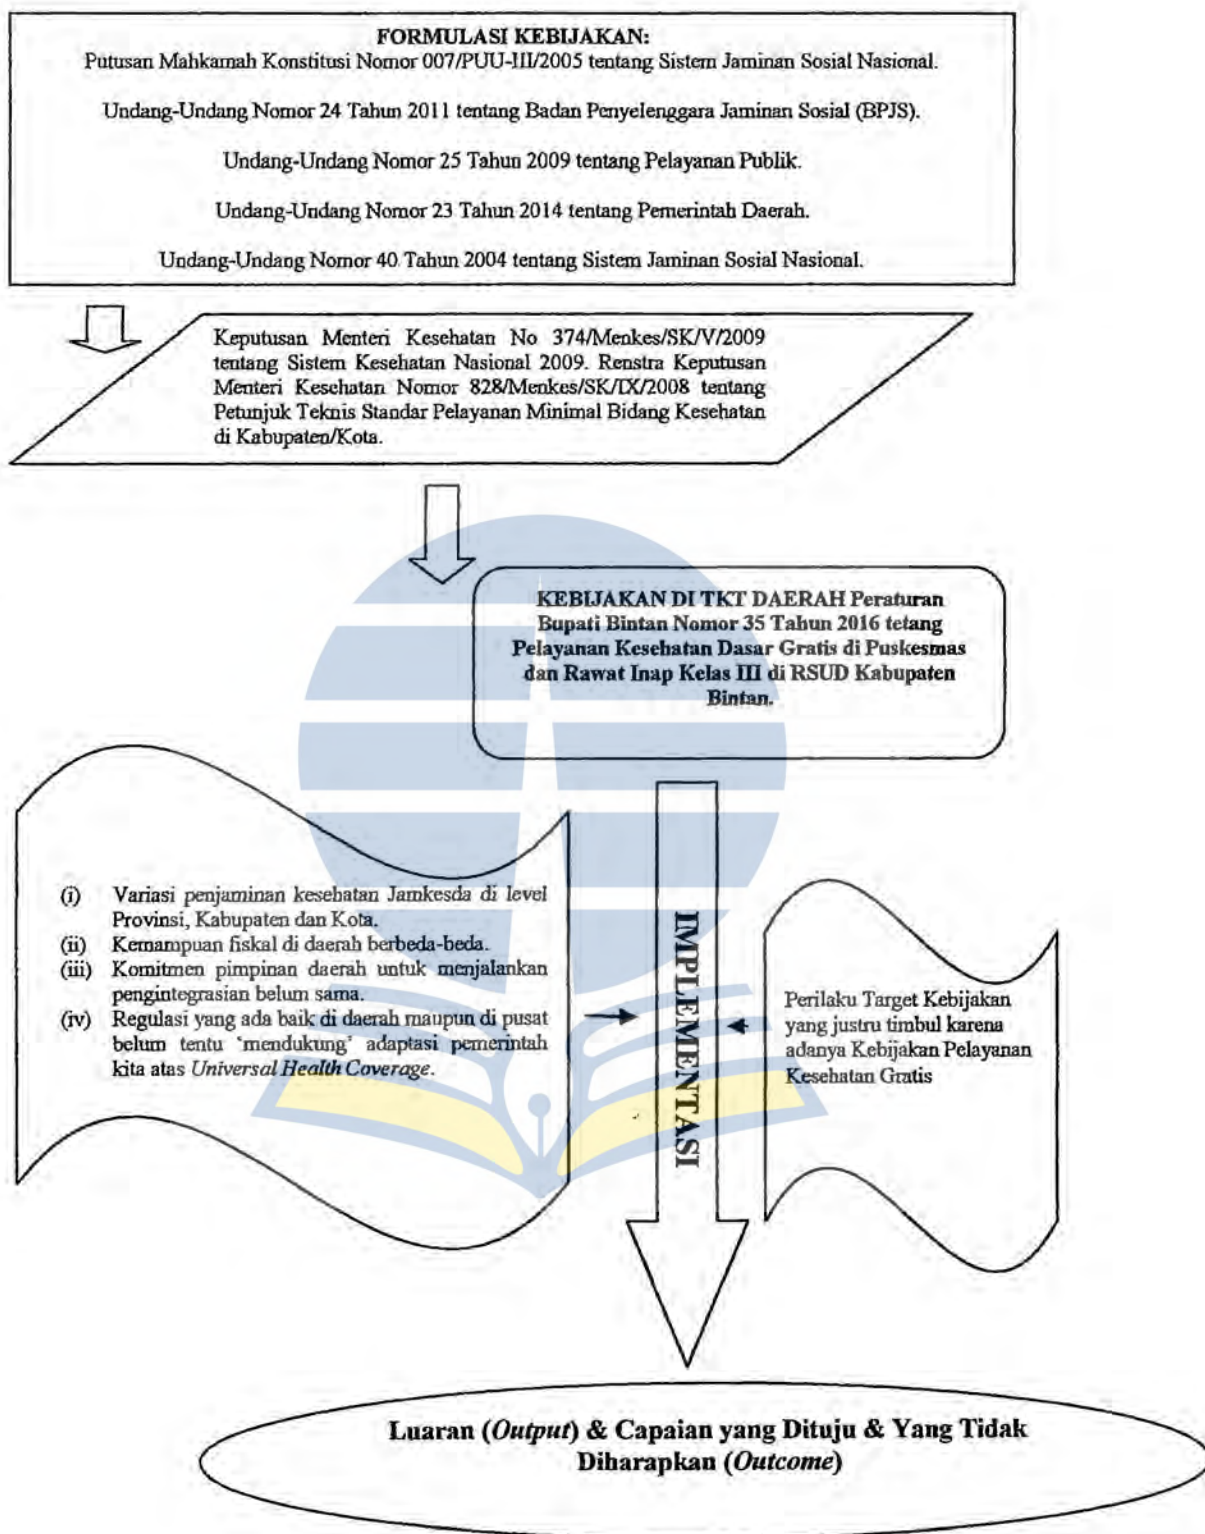 FORMULASI KEBIJAKAN:
Putusan Mahkamah Konstitusi Nomor 007/PUU-III/2005 tentang Sistem Jaminan Sosial Nasional.
Undang-Undang Nomor 24 Tahun 2011 tentang Badan Penyelenggara Jaminan Sosial (BPJS).
Undang-Undang Nomor 25 Tahun 2009 tentang Pelayanan Publik.
Undang-Undang Nomor 23 Tahun 2014 tentang Pemerintah Daerah.
Undang-Undang Nomor 40 Tahun 2004 tentang Sistem Jaminan Sosial Nasional.
Keputusan Menteri Kesehatan No 374/Menkes/SK/V/2009
tentang Sistem Kesehatan Nasional 2009. Renstra Keputusan
Menteri Kesehatan Nomor 828/Menkes/SK/IX/2008 tentang
Petunjuk Teknis Standar Pelayanan Minimal Bidang Kesehatan
di Kabupaten/Kota.
KEBIJAKAN DI TKT DAERAH Peraturan
Bupati Bintan Nomor 35 Tahun 2016 tetang
Pelayanan Kesehatan Dasar Gratis di Puskesmas
dan Rawat Inap Kelas III di RSUD Kabupaten
Bintan.
(i) Variasi penjaminan kesehatan Jamkesda di level
Provinsi, Kabupaten dan Kota.
(ii) Kemampuan fiskal di daerah berbeda-beda.
(iii) Komitmen pimpinan daerah untuk menjalankan
pengintegrasian belum sama.
(iv) Regulasi yang ada baik di daerah maupun di pusat
belum tentu 'mendukung' adaptasi pemerintah
kita atas Universal Health Coverage.
IMPLEMENTASI
Perilaku Target Kebijakan
yang justru timbul karena
adanya Kebijakan Pelayanan
Kesehatan Gratis
Luaran (Output) & Capaian yang Dituju & Yang Tidak
Diharapkan (Outcome)